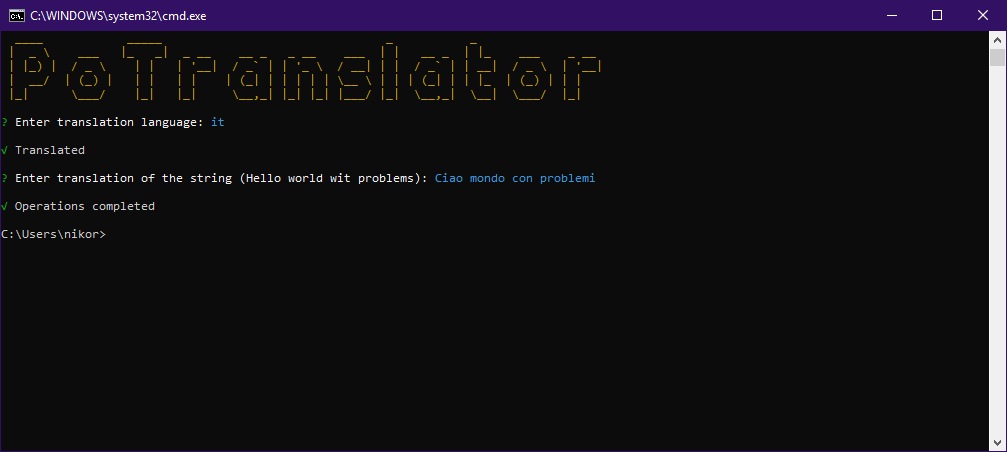 C:\WINDOWS\system32\cmd.exe
PoTranslator
? Enter translation language: it
√ Translated
? Enter translation of the string (Hello world wit problems): Ciao mondo con problemi
√ Operations completed
C:\Users\nikor>